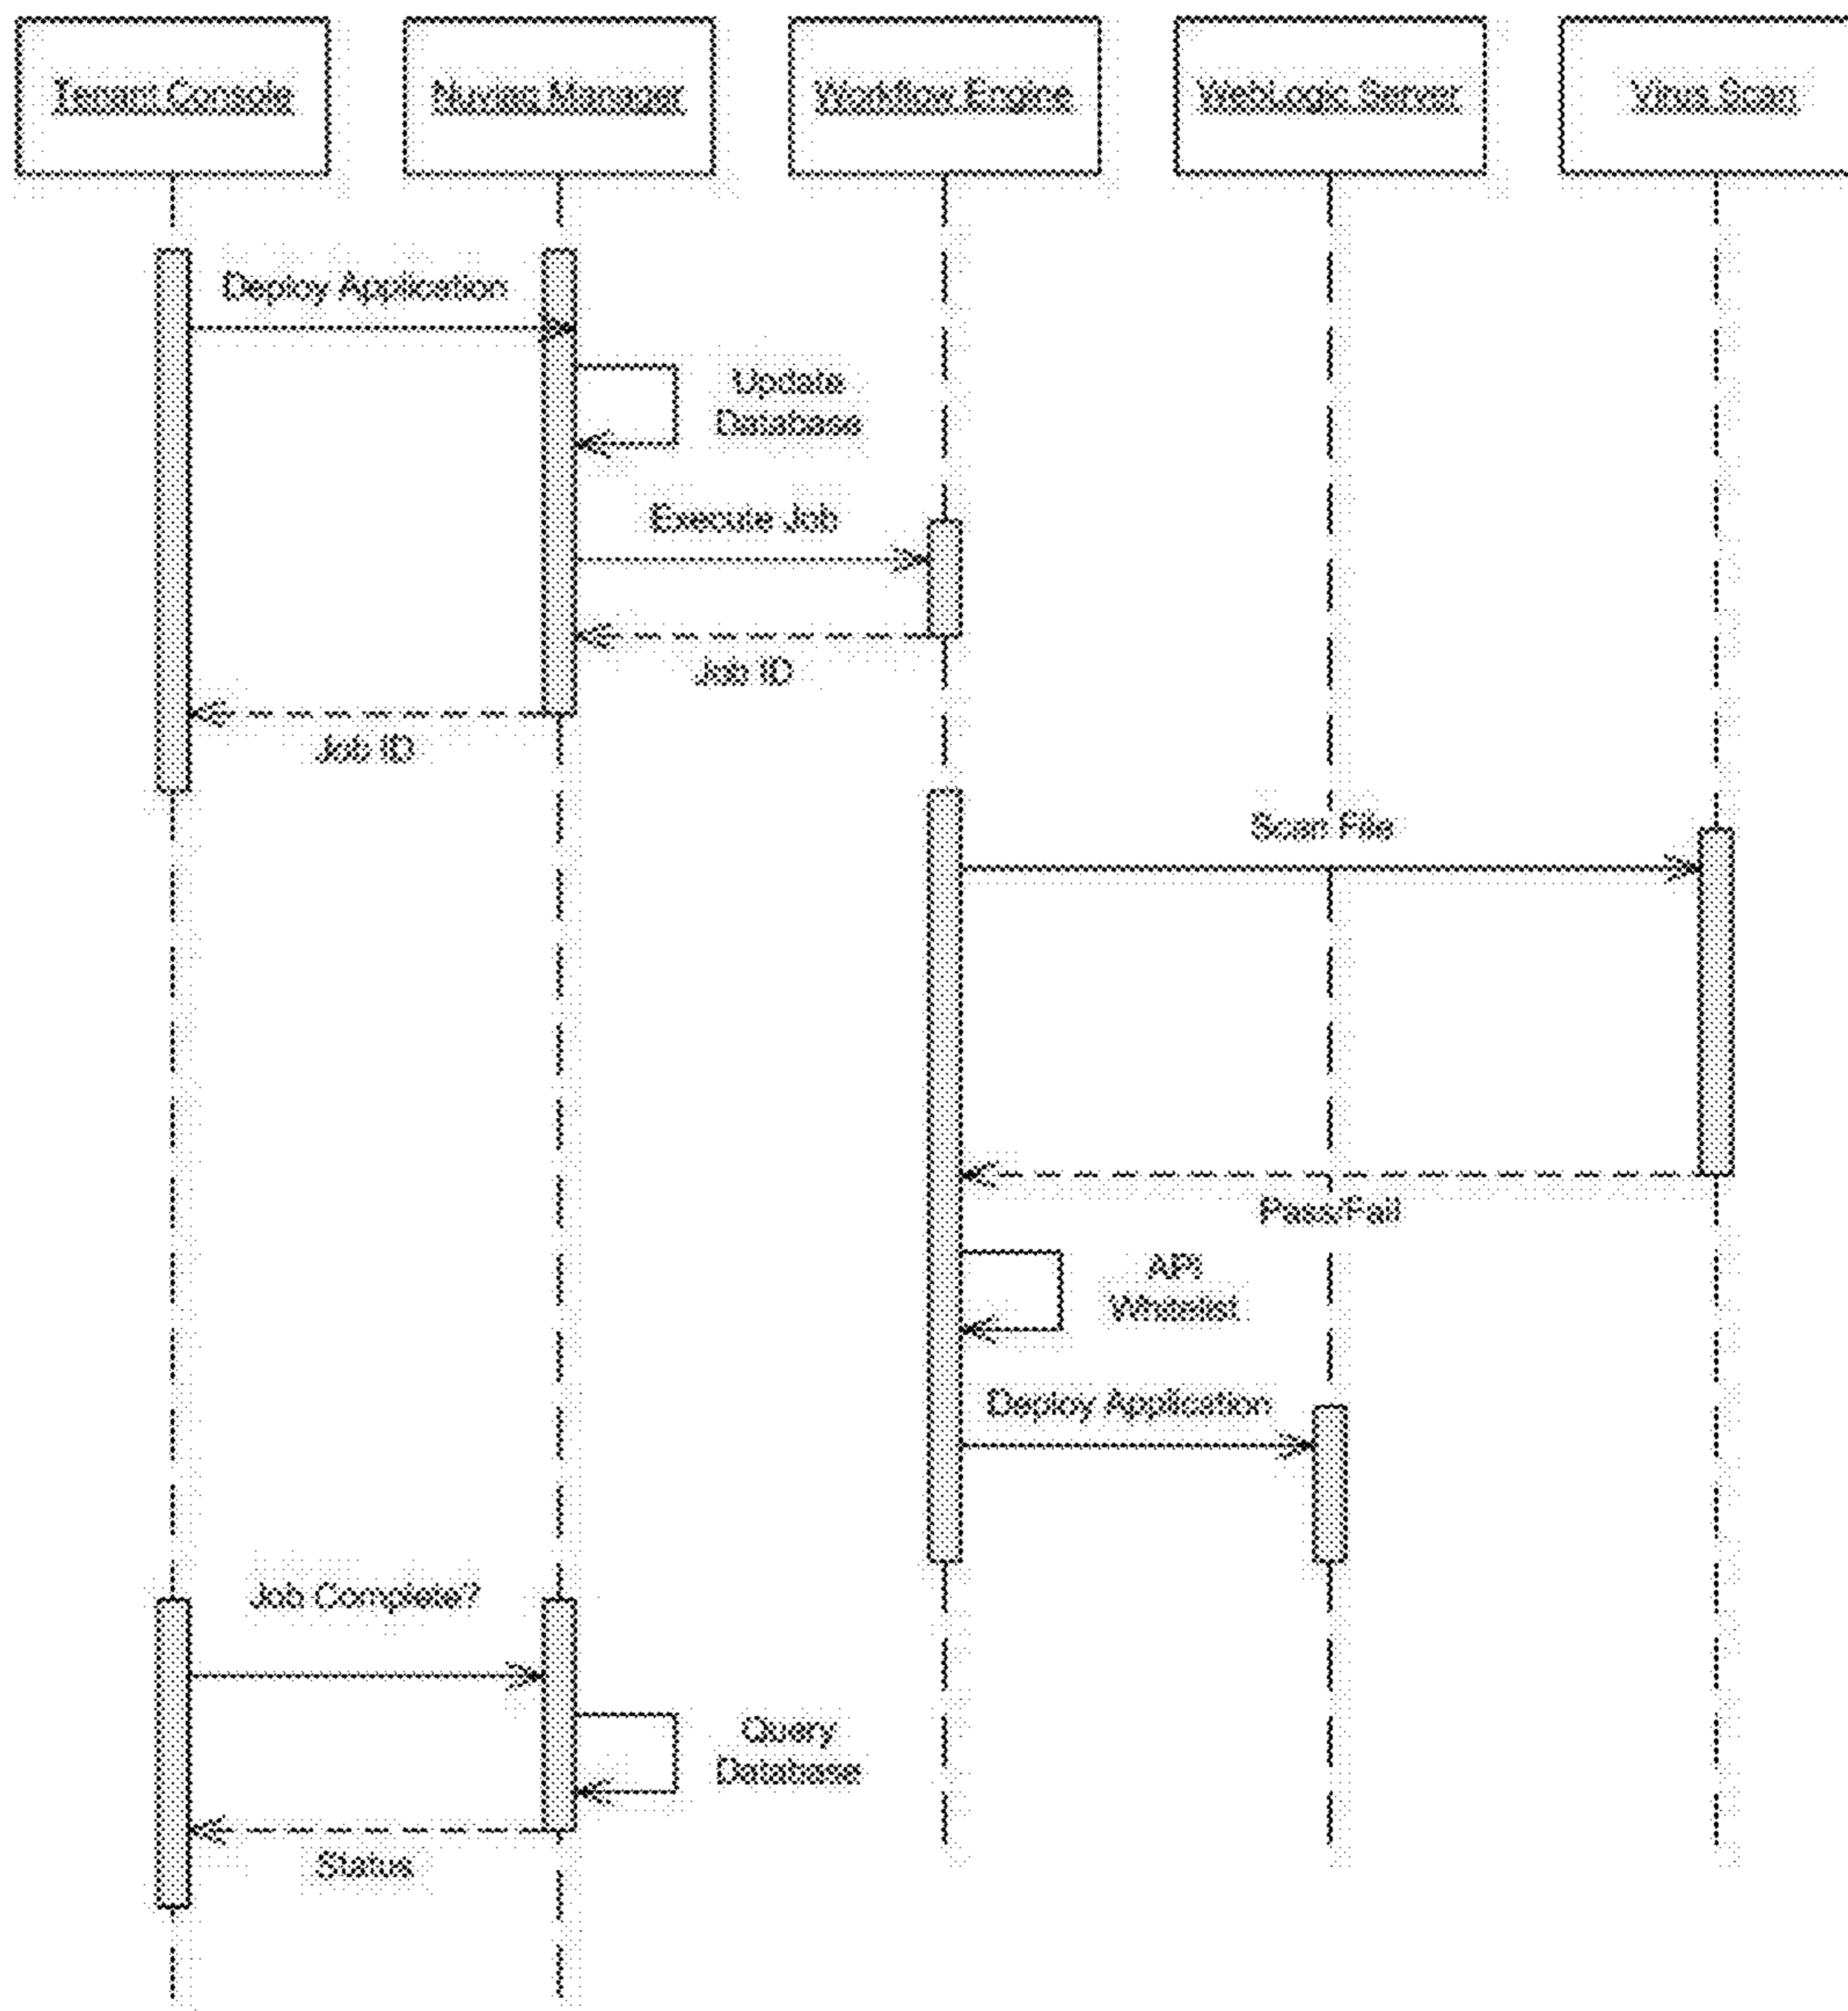 Tenant Console
Nuviaq Manager
Workflow Engine
WebLogic Server
Virus Scan
Deploy Application
Update
Database
Execute Job
Job ID
Job ID
Scan File
Pass/Fail
API
Whitelist
Deploy Application
Job Complete?
Query
Database
Status